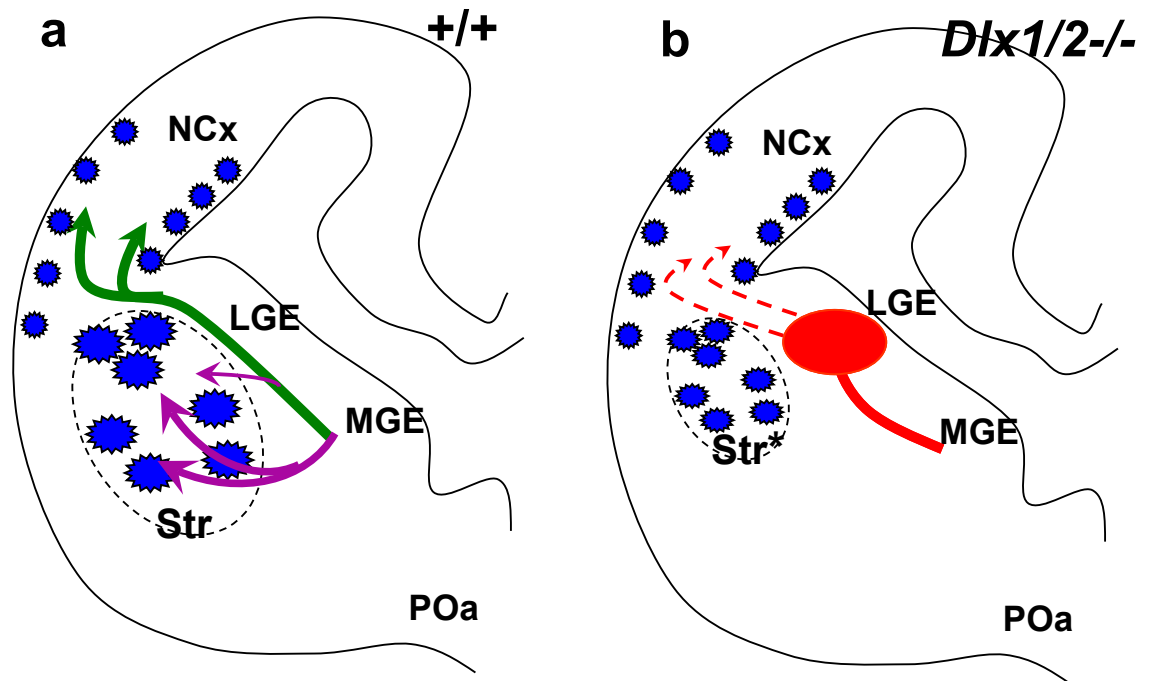 a
+/+
NCx
LGE
MGE
Str
POa
b
Dlx1/2-/-
NCx
LGE
MGE
Str*
POa